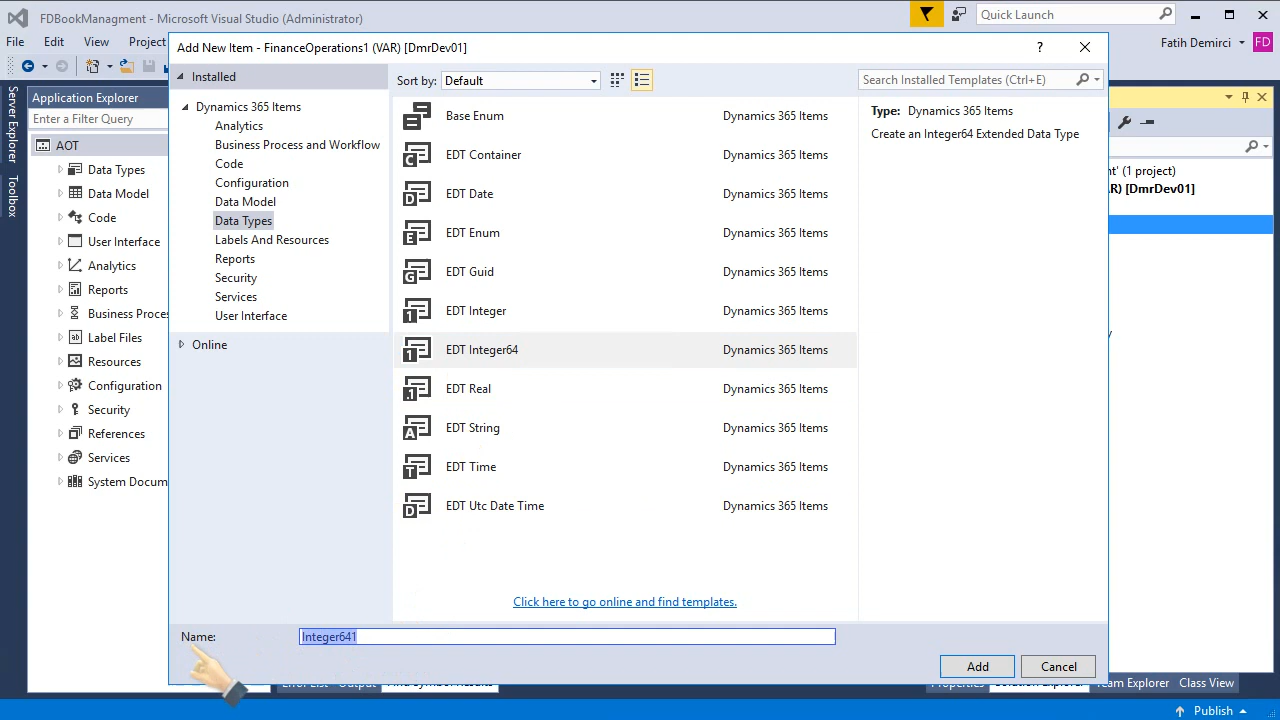 FDBookManagment - Microsoft Visual Studio (Administrator)
Quick Launch
File Edit View Project
Fatih Demirci
FD
Add New Item - FinanceOperations1 (VAR) [DmrDev01]
?
Server Explorer
Toolbox
Application Explorer
Enter a Filter Query
AOT
Data Types
Data Model
Code
User Interface
Analytics
Reports
Business Proces
Label Files
Resources
Configuration
Security
References
Services
System Docum
Installed
Dynamics 365 Items
Analytics
Business Process and Workflow
Code
Configuration
Data Model
Data Types
Labels And Resources
Reports
Security
Services
User Interface
Online
Sort by: Default
Search Installed Templates (Ctrl+E)
Base Enum Dynamics 365 Items
EDT Container Dynamics 365 Items
EDT Date Dynamics 365 Items
EDT Enum Dynamics 365 Items
EDT Guid Dynamics 365 Items
EDT Integer Dynamics 365 Items
EDT Integer64 Dynamics 365 Items
EDT Real Dynamics 365 Items
EDT String Dynamics 365 Items
EDT Time Dynamics 365 Items
EDT Utc Date Time Dynamics 365 Items
Click here to go online and find templates.
Type: Dynamics 365 Items
Create an Integer64 Extended Data Type
Name: Integer641
Add Cancel
nt' (1 project)
R) [DmrDev01]
Team Explorer Class View
Publish